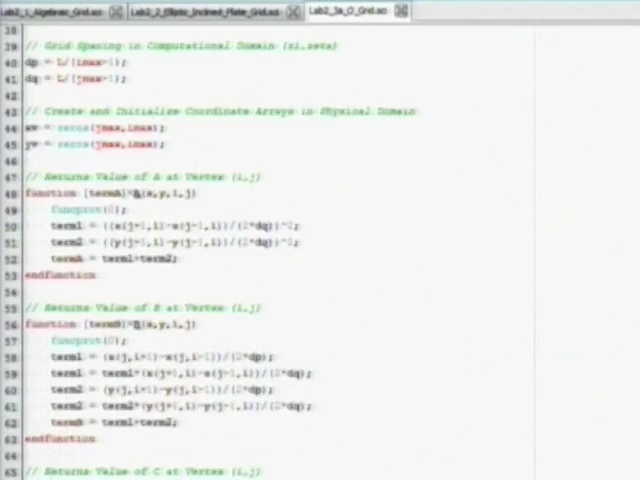 Lab2_1_Algebraic_Grid.sci Lab2_2_Elliptic_Inclined_Plate_Grid.sci Lab2_3a_O_Grid.sci
38
39 // Grid Spacing in Computational Domain (xi,zeta)
40 dp = L/(imax-1);
41 dq = L/(jmax-1);
42
43 // Create and Initialize Coordinate Arrays in Physical Domain
44 xv = zeros(jmax,imax);
45 yv = zeros(jmax,imax);
46
47 // Returns Value of A at Vertex (i,j)
48 function [termA]=A(x,y,i,j)
49 funcprot(0);
50 term1 = ((x(j+1,i)-x(j-1,i))/(2*dq))^2;
51 term2 = ((y(j+1,i)-y(j-1,i))/(2*dq))^2;
52 termA = term1+term2;
53 endfunction
54
55 // Returns Value of B at Vertex (i,j)
56 function [termB]=B(x,y,i,j)
57 funcprot(0);
58 term1 = (x(j,i+1)-x(j,i-1))/(2*dp);
59 term1 = term1*(x(j+1,i)-x(j-1,i))/(2*dq);
60 term2 = (y(j,i+1)-y(j,i-1))/(2*dp);
61 term2 = term2*(y(j+1,i)-y(j-1,i))/(2*dq);
62 termB = term1+term2;
63 endfunction
64
65 // Returns Value of C at Vertex (i,j)